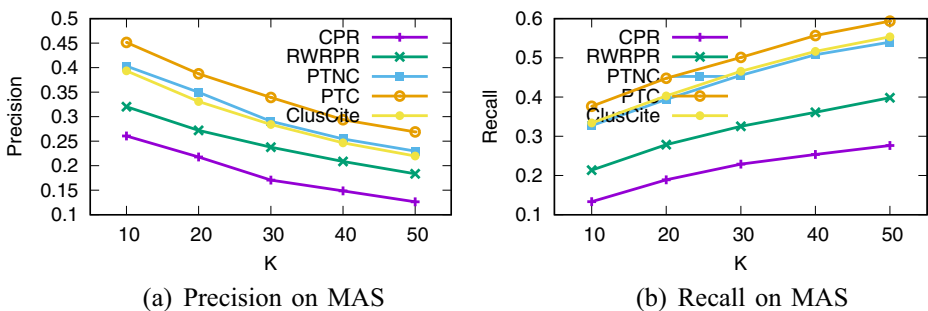 0.5
0.45
0.4
0.35
0.3
0.25
0.2
0.15
0.1
Precision
CPR
RWRPR
PTNC
PTC
ClusCite
10 20 30 40 50
K
(a) Precision on MAS
0.6
0.5
0.4
0.3
0.2
0.1
Recall
CPR
RWRPR
PTNC
PTC
ClusCite
10 20 30 40 50
K
(b) Recall on MAS